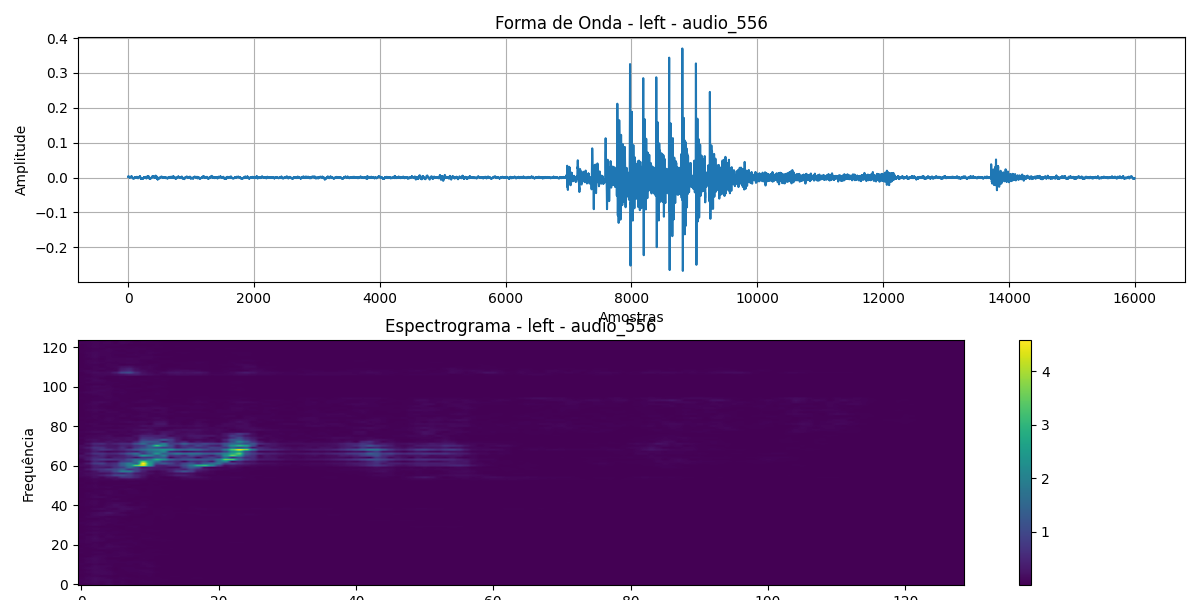 Forma de Onda - left - audio_556
0.4
0.3
0.2
0.1
0.0
−0.1
−0.2
Amplitude
0 2000 4000 6000 8000 10000 12000 14000 16000
Amostras
Espectrograma - left - audio_556
120
100
80
60
40
20
0
Frequência
0 20 40 60 80 100 120
4
3
2
1